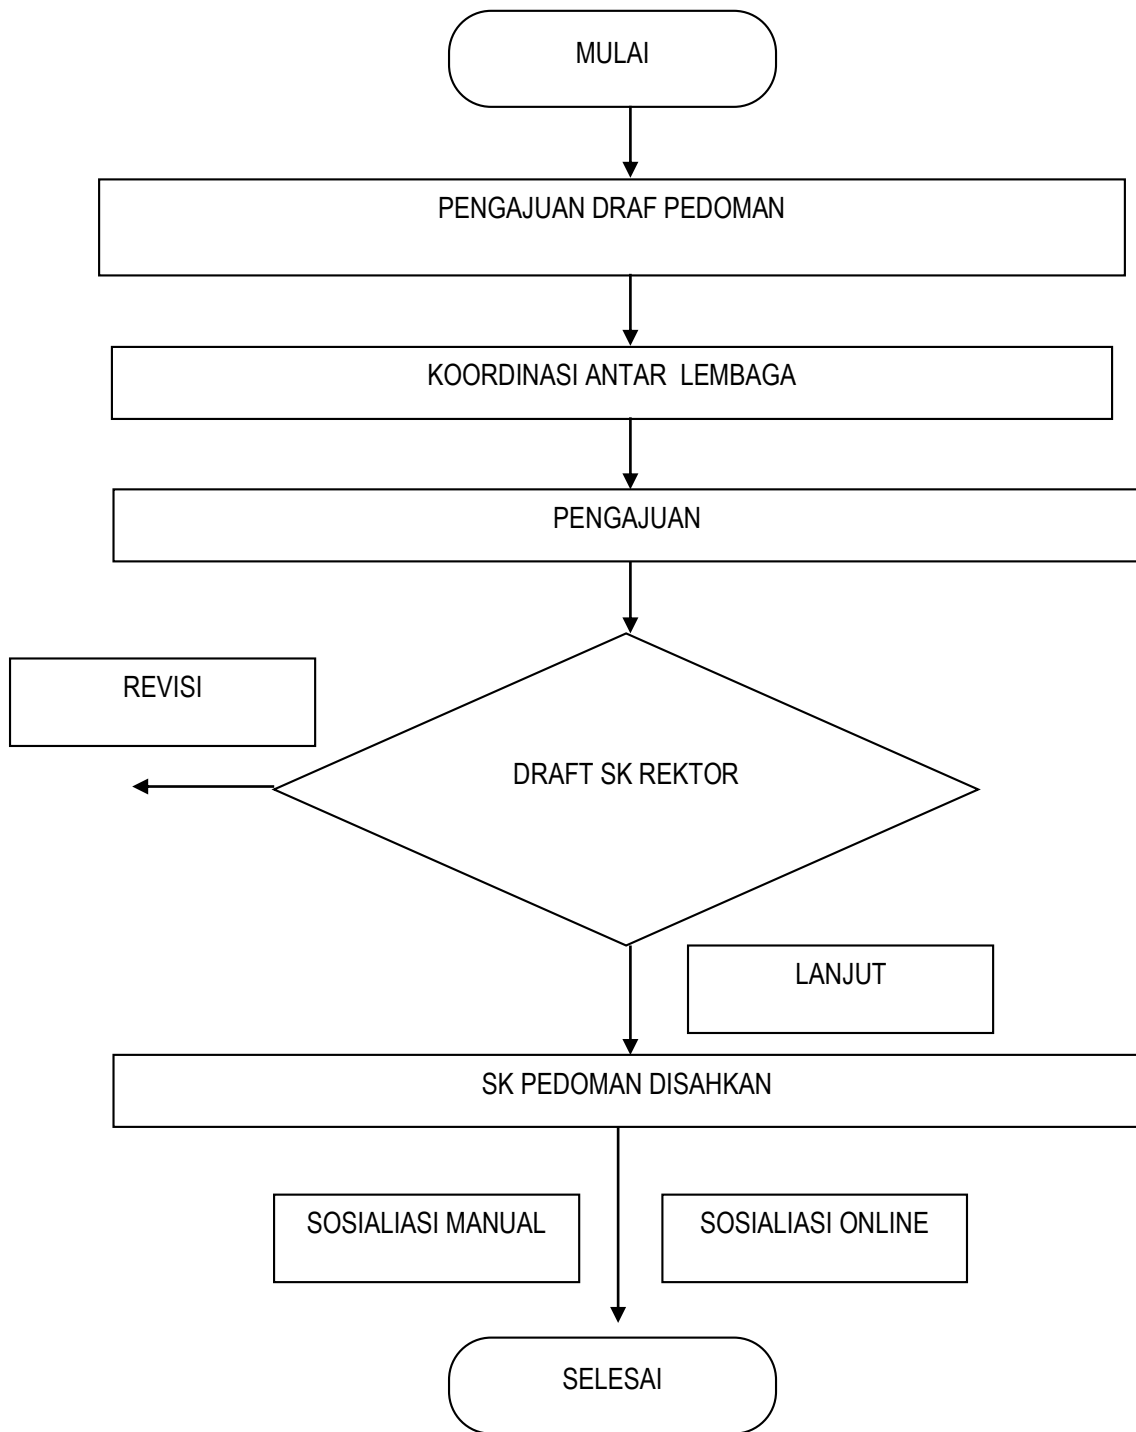 MULAI
PENGAJUAN DRAF PEDOMAN
KOORDINASI ANTAR  LEMBAGA
PENGAJUAN
REVISI
DRAFT SK REKTOR
LANJUT
SK PEDOMAN DISAHKAN
SOSIALIASI MANUAL
SOSIALIASI ONLINE
SELESAI